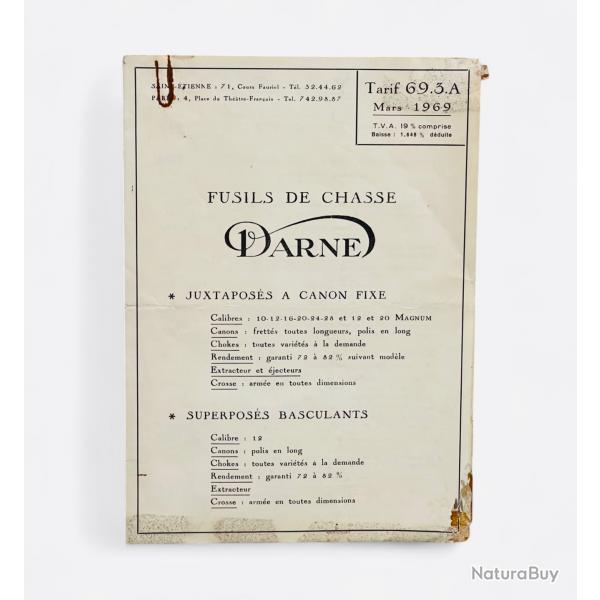 SAINT-ETIENNE : 71, Cours Fauriel - Tél. 32.44.62
PARIS : 4, Place du Théâtre-Français - Tel. 742.98.87
Tarif 69.3.A
Mars 1969
T.V.A. 19 % comprise
Baisse : 1,648 % déduite
FUSILS DE CHASSE
DARNE
* JUXTAPOSÉS A CANON FIXE
Calibres : 10-12-16-20-24-28 et 12 et 20 MAGNUM
Canons : frettés toutes longueurs, polis en long
Chokes : toutes variétés à la demande
Rendement : garanti 72 à 82 % suivant modèle
Extracteur et éjecteurs
Crosse : armée en toutes dimensions
* SUPERPOSÉS BASCULANTS
Calibre : 12
Canons : polis en long
Chokes : toutes variétés à la demande
Rendement : garanti 72 à 82 %
Extracteur
Crosse : armée en toutes dimensions
NaturaBuy